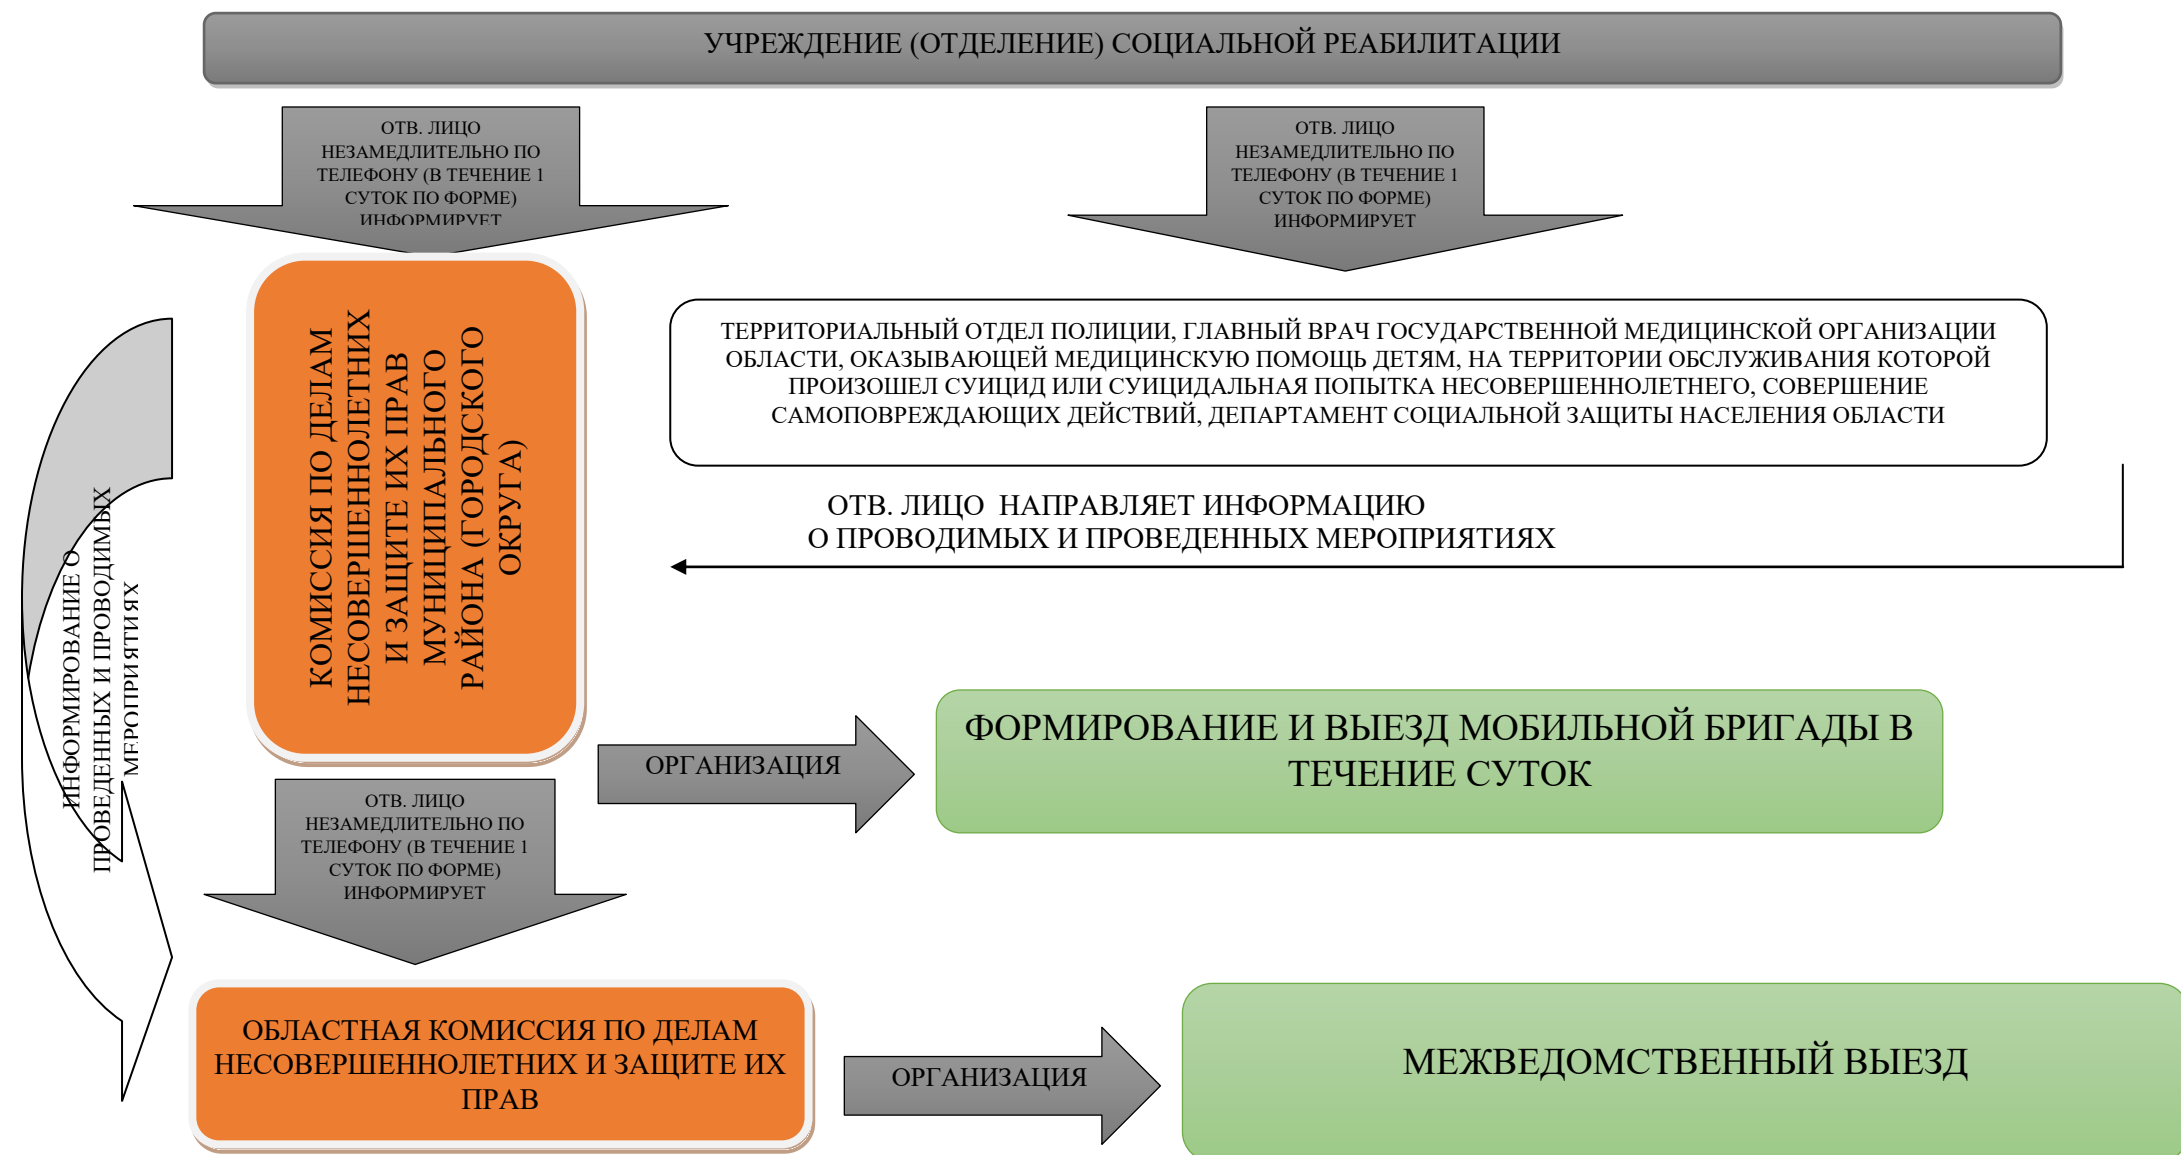 УЧРЕЖДЕНИЕ (ОТДЕЛЕНИЕ) СОЦИАЛЬНОЙ РЕАБИЛИТАЦИИ
ОТВ. ЛИЦО
НЕЗАМЕДЛИТЕЛЬНО ПО
ТЕЛЕФОНУ (В ТЕЧЕНИЕ 1
СУТОК ПО ФОРМЕ)
ИНФОРМИРУЕТ
ОТВ. ЛИЦО
НЕЗАМЕДЛИТЕЛЬНО ПО
ТЕЛЕФОНУ (В ТЕЧЕНИЕ 1
СУТОК ПО ФОРМЕ)
ИНФОРМИРУЕТ
КОМИССИЯ ПО ДЕЛАМ
НЕСОВЕРШЕННОЛЕТНИХ
И ЗАЩИТЕ ИХ ПРАВ
МУНИЦИПАЛЬНОГО
РАЙОНА (ГОРОДСКОГО
ОКРУГА)
ТЕРРИТОРИАЛЬНЫЙ ОТДЕЛ ПОЛИЦИИ, ГЛАВНЫЙ ВРАЧ ГОСУДАРСТВЕННОЙ МЕДИЦИНСКОЙ ОРГАНИЗАЦИИ
ОБЛАСТИ, ОКАЗЫВАЮЩЕЙ МЕДИЦИНСКУЮ ПОМОЩЬ ДЕТЯМ, НА ТЕРРИТОРИИ ОБСЛУЖИВАНИЯ КОТОРОЙ
ПРОИЗОШЕЛ СУИЦИД ИЛИ СУИЦИДАЛЬНАЯ ПОПЫТКА НЕСОВЕРШЕННОЛЕТНЕГО, СОВЕРШЕНИЕ
САМОПОВРЕЖДАЮЩИХ ДЕЙСТВИЙ, ДЕПАРТАМЕНТ СОЦИАЛЬНОЙ ЗАЩИТЫ НАСЕЛЕНИЯ ОБЛАСТИ
ОТВ. ЛИЦО НАПРАВЛЯЕТ ИНФОРМАЦИЮ
О ПРОВОДИМЫХ И ПРОВЕДЕННЫХ МЕРОПРИЯТИЯХ
ИНФОРМИРОВАНИЕ О
ПРОВЕДЕННЫХ И ПРОВОДИМЫХ
МЕРОПРИЯТИЯХ
ОРГАНИЗАЦИЯ
ФОРМИРОВАНИЕ И ВЫЕЗД МОБИЛЬНОЙ БРИГАДЫ В
ТЕЧЕНИЕ СУТОК
ОТВ. ЛИЦО
НЕЗАМЕДЛИТЕЛЬНО ПО
ТЕЛЕФОНУ (В ТЕЧЕНИЕ 1
СУТОК ПО ФОРМЕ)
ИНФОРМИРУЕТ
ОБЛАСТНАЯ КОМИССИЯ ПО ДЕЛАМ
НЕСОВЕРШЕННОЛЕТНИХ И ЗАЩИТЕ ИХ
ПРАВ
ОРГАНИЗАЦИЯ
МЕЖВЕДОМСТВЕННЫЙ ВЫЕЗД